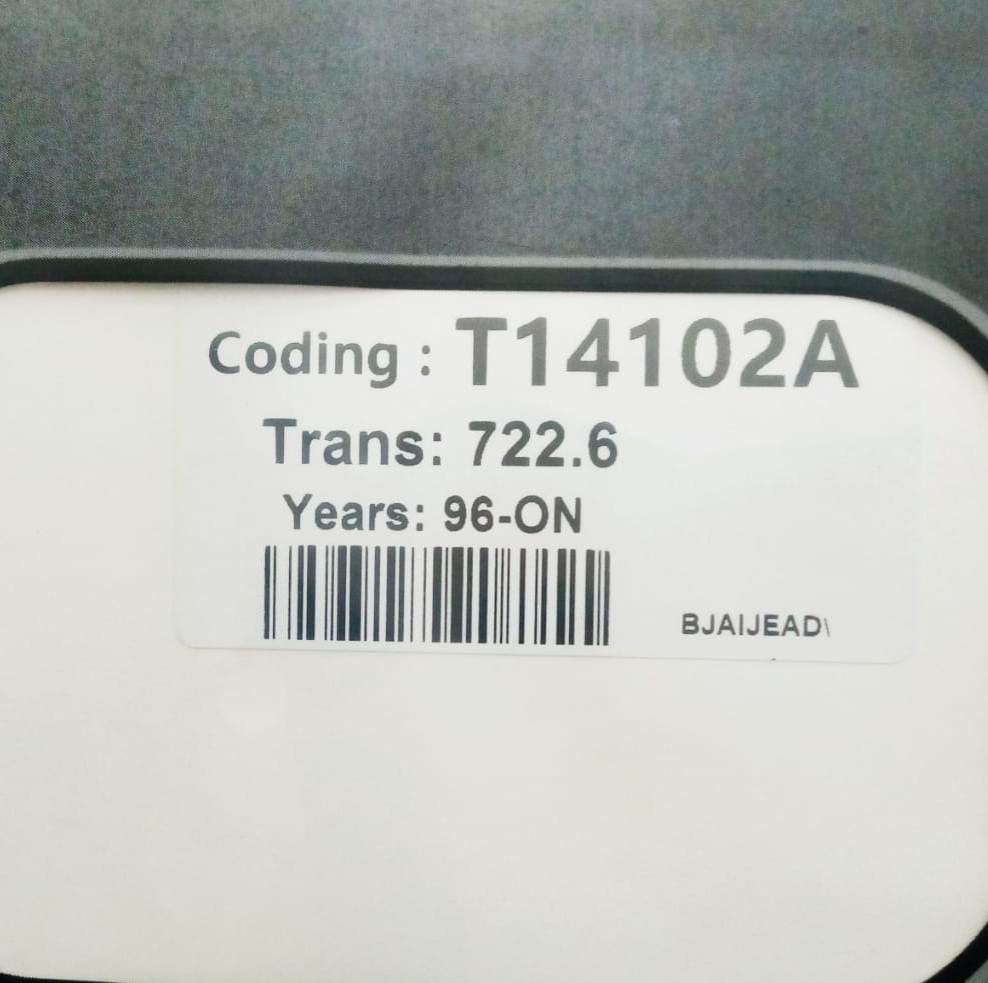 Coding : T14102A
Trans: 722.6
Years: 96-ON
BJAIJEAD\